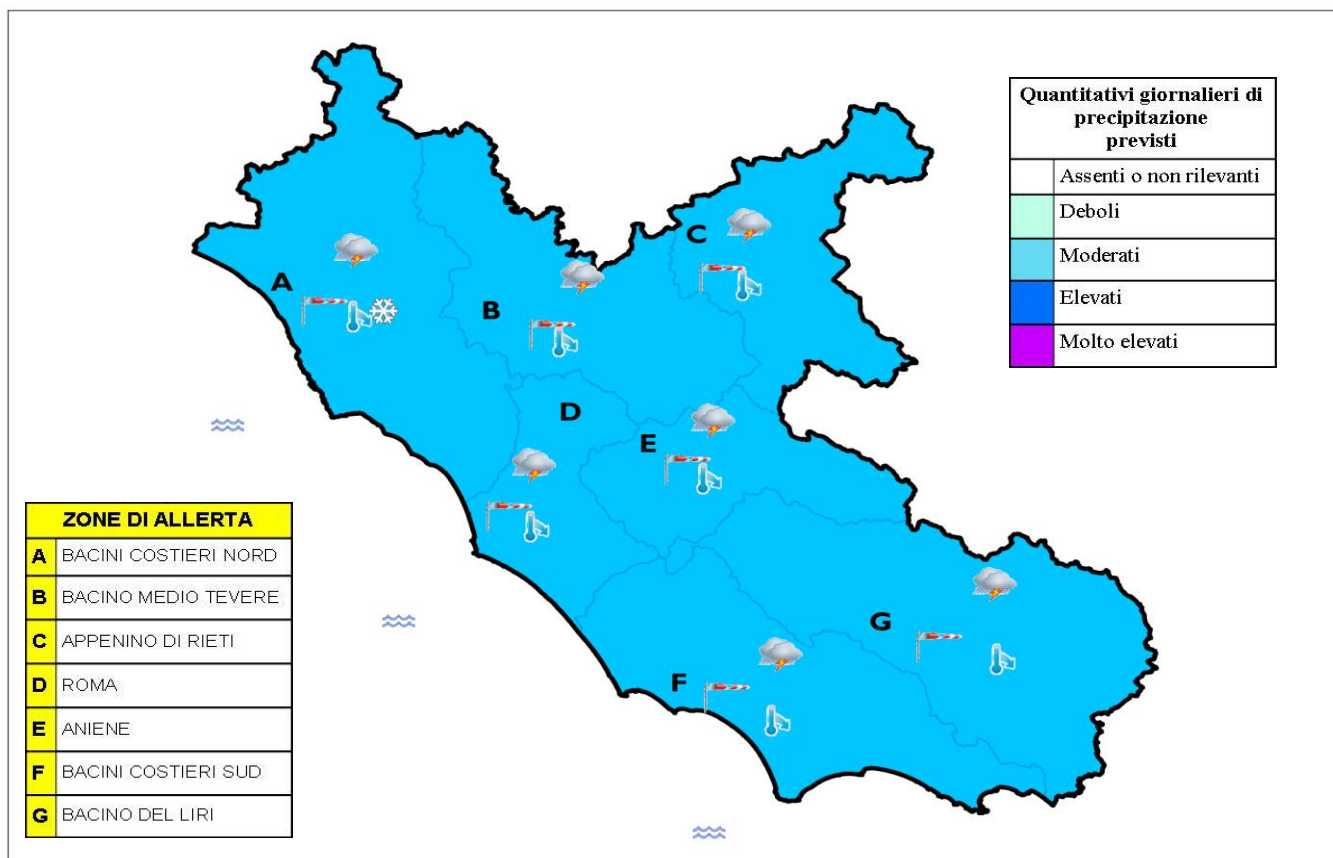 Quantitativi giornalieri di
precipitazione
previsti
Assenti o non rilevanti
Deboli
Moderati
Elevati
Molto elevati
C
A
B
D
E
G
F
ZONE DI ALLERTA
A BACINI COSTIERI NORD
B BACINO MEDIO TEVERE
C APPENINO DI RIETI
D ROMA
E ANIENE
F BACINI COSTIERI SUD
G BACINO DEL LIRI